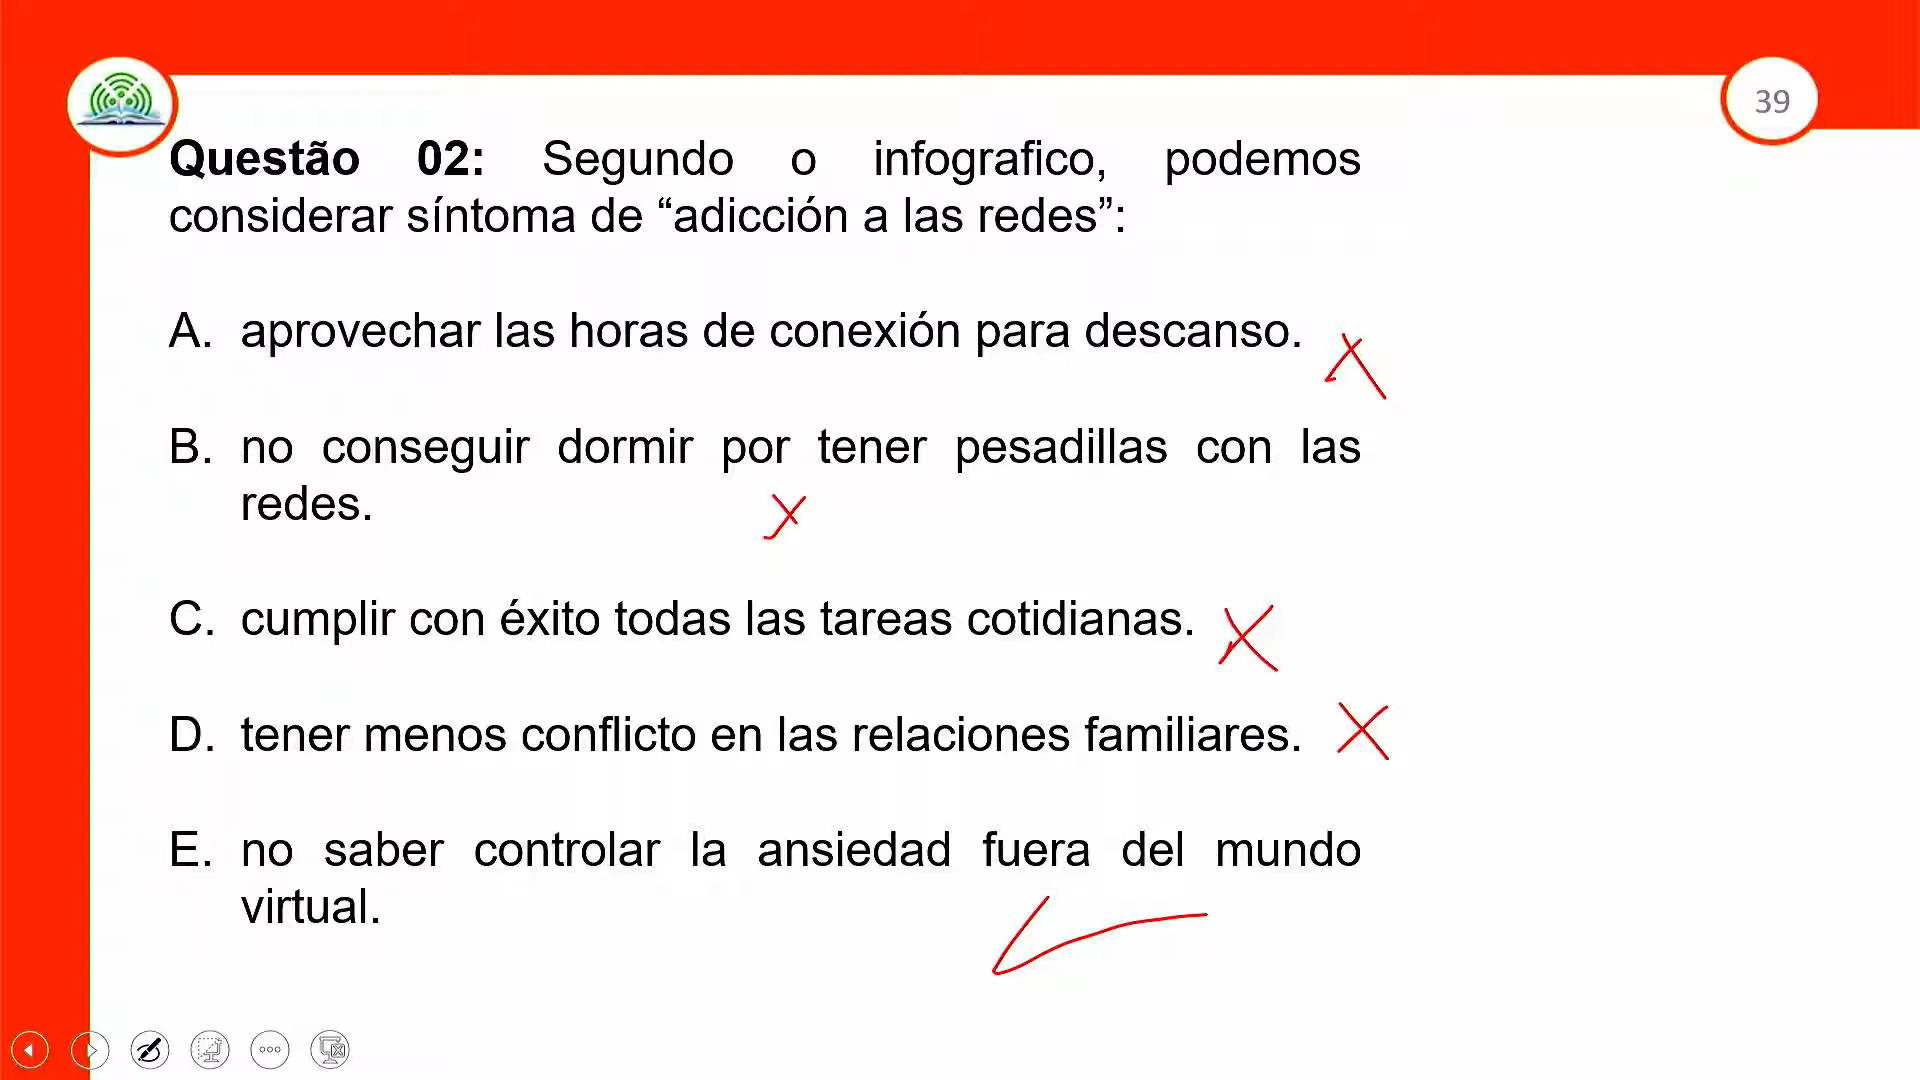 39
Questão 02: Segundo o infografico, podemos
considerar síntoma de “adicción a las redes”:
A. aprovechar las horas de conexión para descanso.
B. no conseguir dormir por tener pesadillas con las
redes.
C. cumplir con éxito todas las tareas cotidianas.
D. tener menos conflicto en las relaciones familiares.
E. no saber controlar la ansiedad fuera del mundo
virtual.